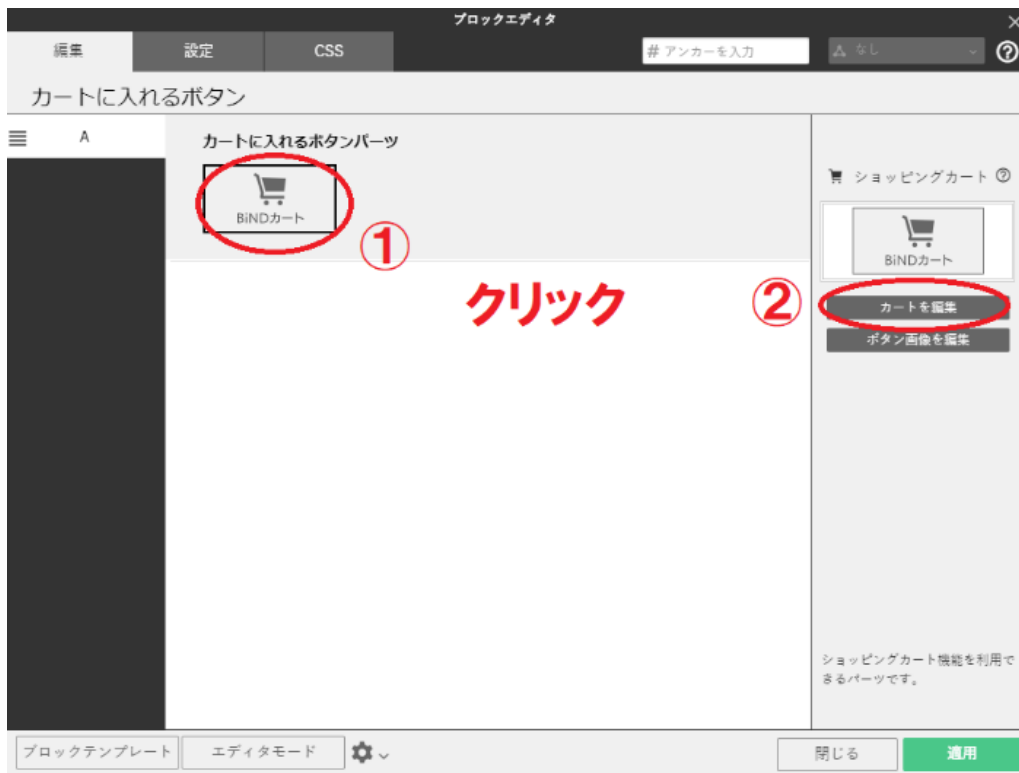 ブロックエディタ
編集 設定 CSS # アンカーを入力 なし
カートに入れるボタン
A
カートに入れるボタンパーツ
BiNDカート
①
クリック
ショッピングカート
BiNDカート
②
カートを編集
ボタン画像を編集
ショッピングカート機能を利用で
きるパーツです。
ブロックテンプレート エディタモード 閉じる 適用